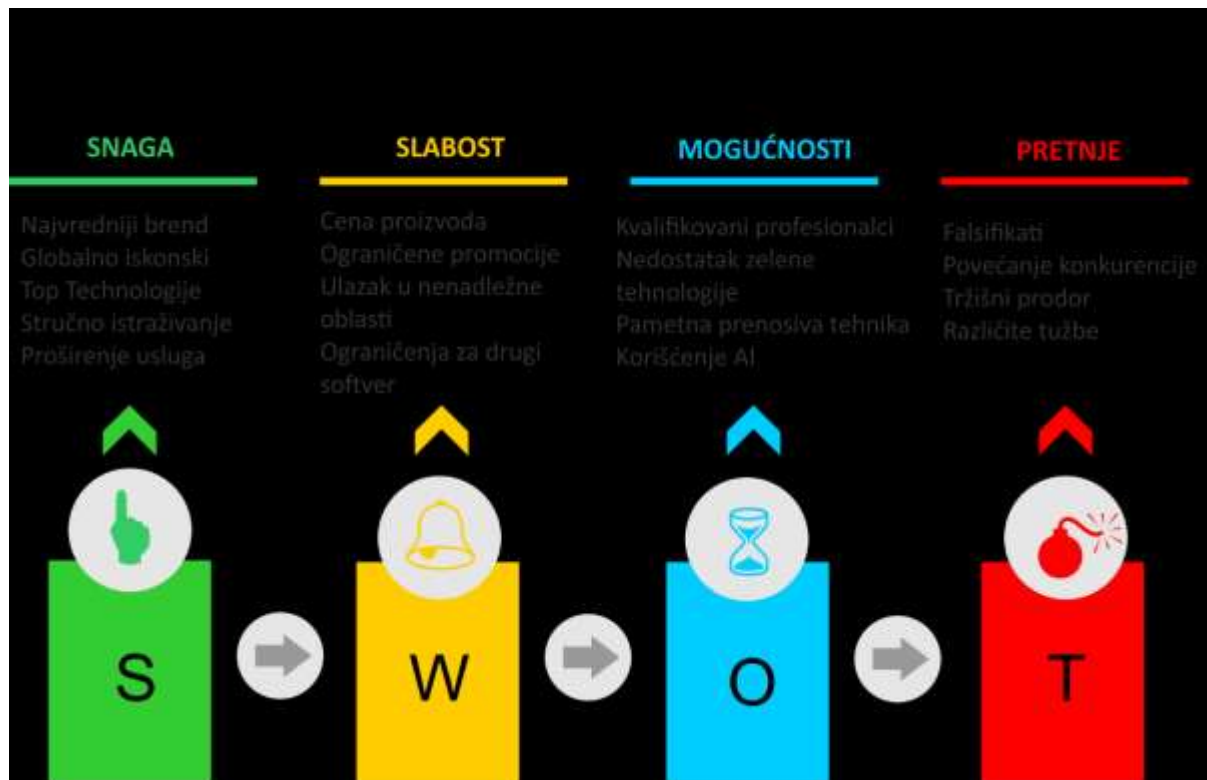 SNAGA
Najvredniji brend
Globalno iskonski
Top Technologije
Stručno istraživanje
Proširenje usluga
SLABOST
Cena proizvoda
Ograničene promocije
Ulazak u nenadležne
oblasti
Ograničenja za drugi
softver
MOGUĆNOSTI
Kvalifikovani profesionalci
Nedostatak zelene
tehnologije
Pametna prenosiva tehnika
Korišćenje AI
PRETNJE
Falsifikati
Povećanje konkurencije
Tržišni prodor
Različite tužbe
S
W
O
T